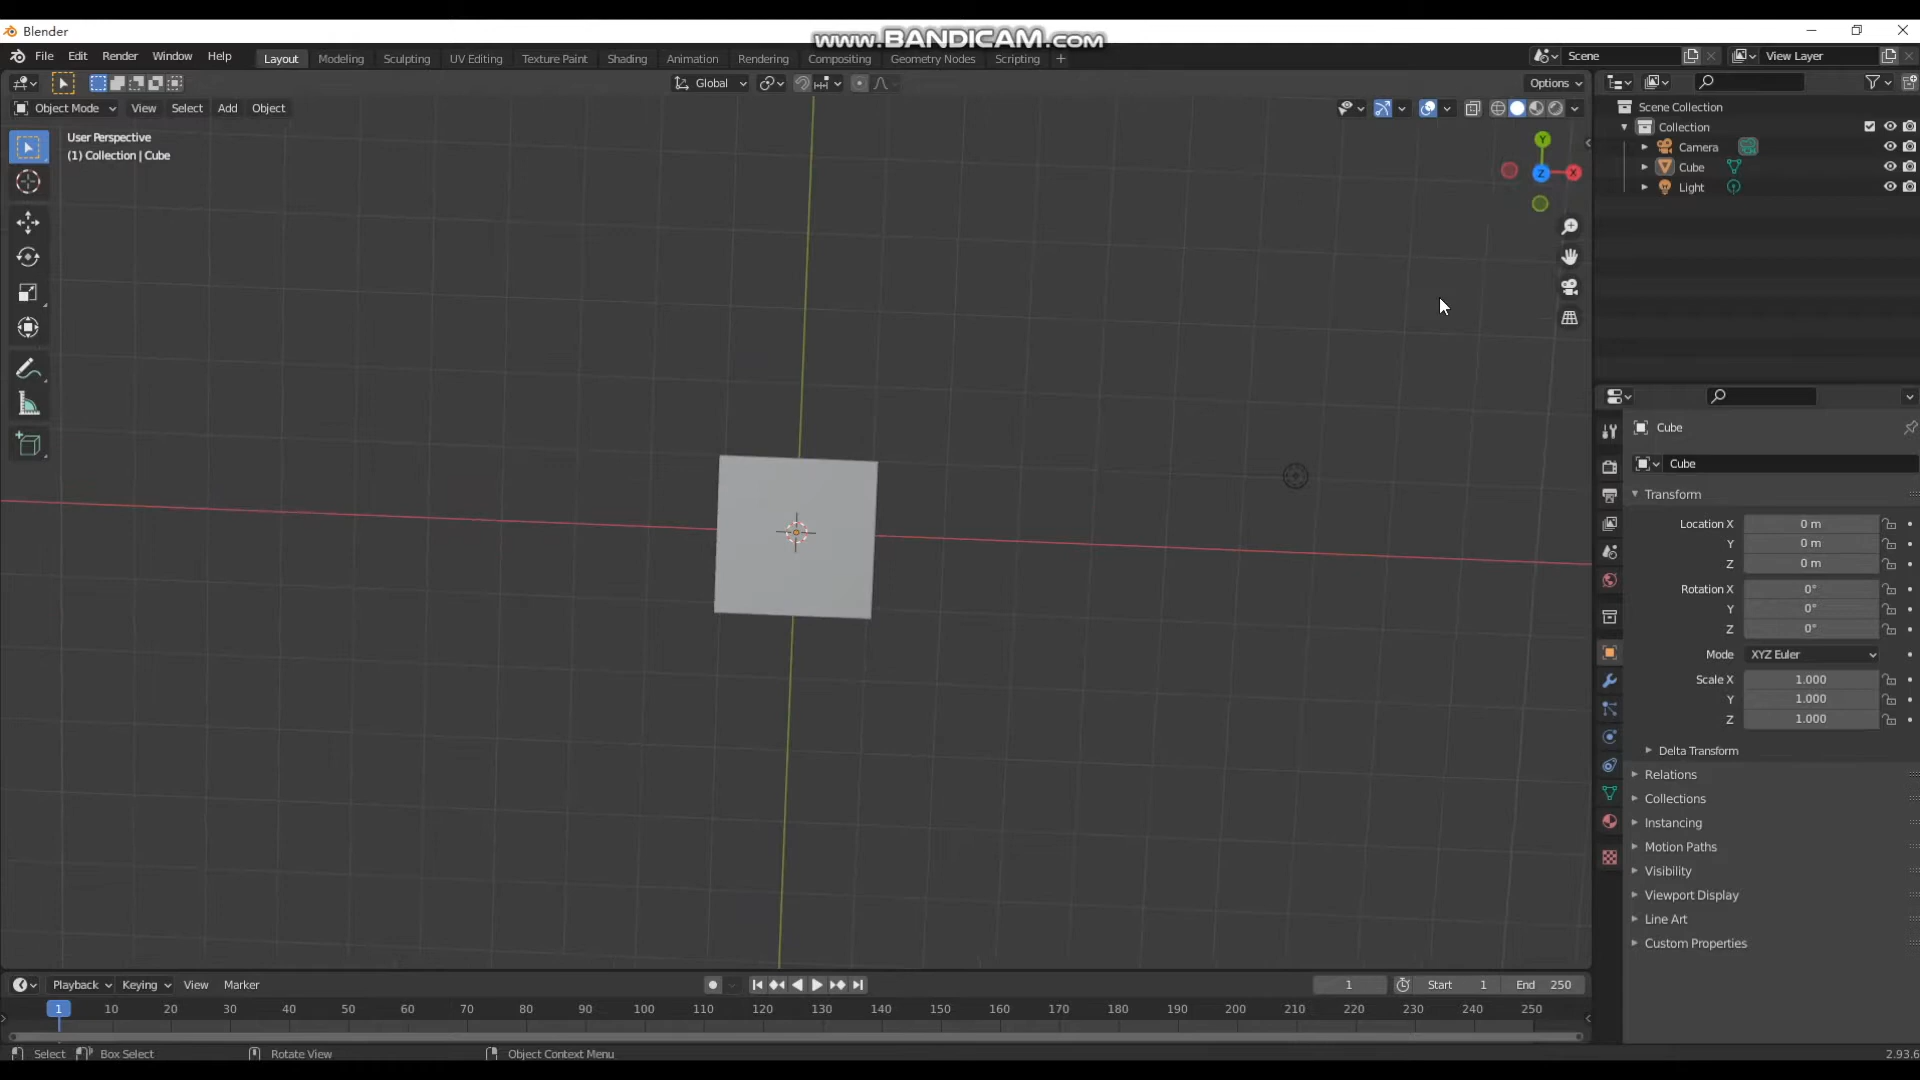 Blender
www.BANDICAM.com
File Edit Render Window Help
Layout Modeling Sculpting UV Editing Texture Paint Shading Animation Rendering Compositing Geometry Nodes Scripting +
Scene
View Layer
Global
Options
Object Mode View Select Add Object
User Perspective
(1) Collection | Cube
Y
X
Z
Scene Collection
Collection
Camera
Cube
Light
Cube
Cube
Transform
Location X 0 m
Y 0 m
Z 0 m
Rotation X 0°
Y 0°
Z 0°
Mode XYZ Euler
Scale X 1.000
Y 1.000
Z 1.000
Delta Transform
Relations
Collections
Instancing
Motion Paths
Visibility
Viewport Display
Line Art
Custom Properties
Playback Keying View Marker
1 Start 1 End 250
1 10 20 30 40 50 60 70 80 90 100 110 120 130 140 150 160 170 180 190 200 210 220 230 240 250
Select Box Select Rotate View Object Context Menu
2.93.6